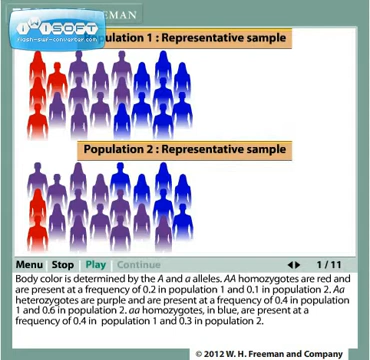 FREEMAN
iWiSOFT
flash-swf-converter.com
pulation 1 : Representative sample
Population 2 : Representative sample
Menu Stop Play Continue 1 / 11
Body color is determined by the A and a alleles. AA homozygotes are red and
are present at a frequency of 0.2 in population 1 and 0.1 in population 2. Aa
heterozygotes are purple and are present at a frequency of 0.4 in population
1 and 0.6 in population 2. aa homozygotes, in blue, are present at a
frequency of 0.4 in population 1 and 0.3 in population 2.
© 2012 W. H. Freeman and Company